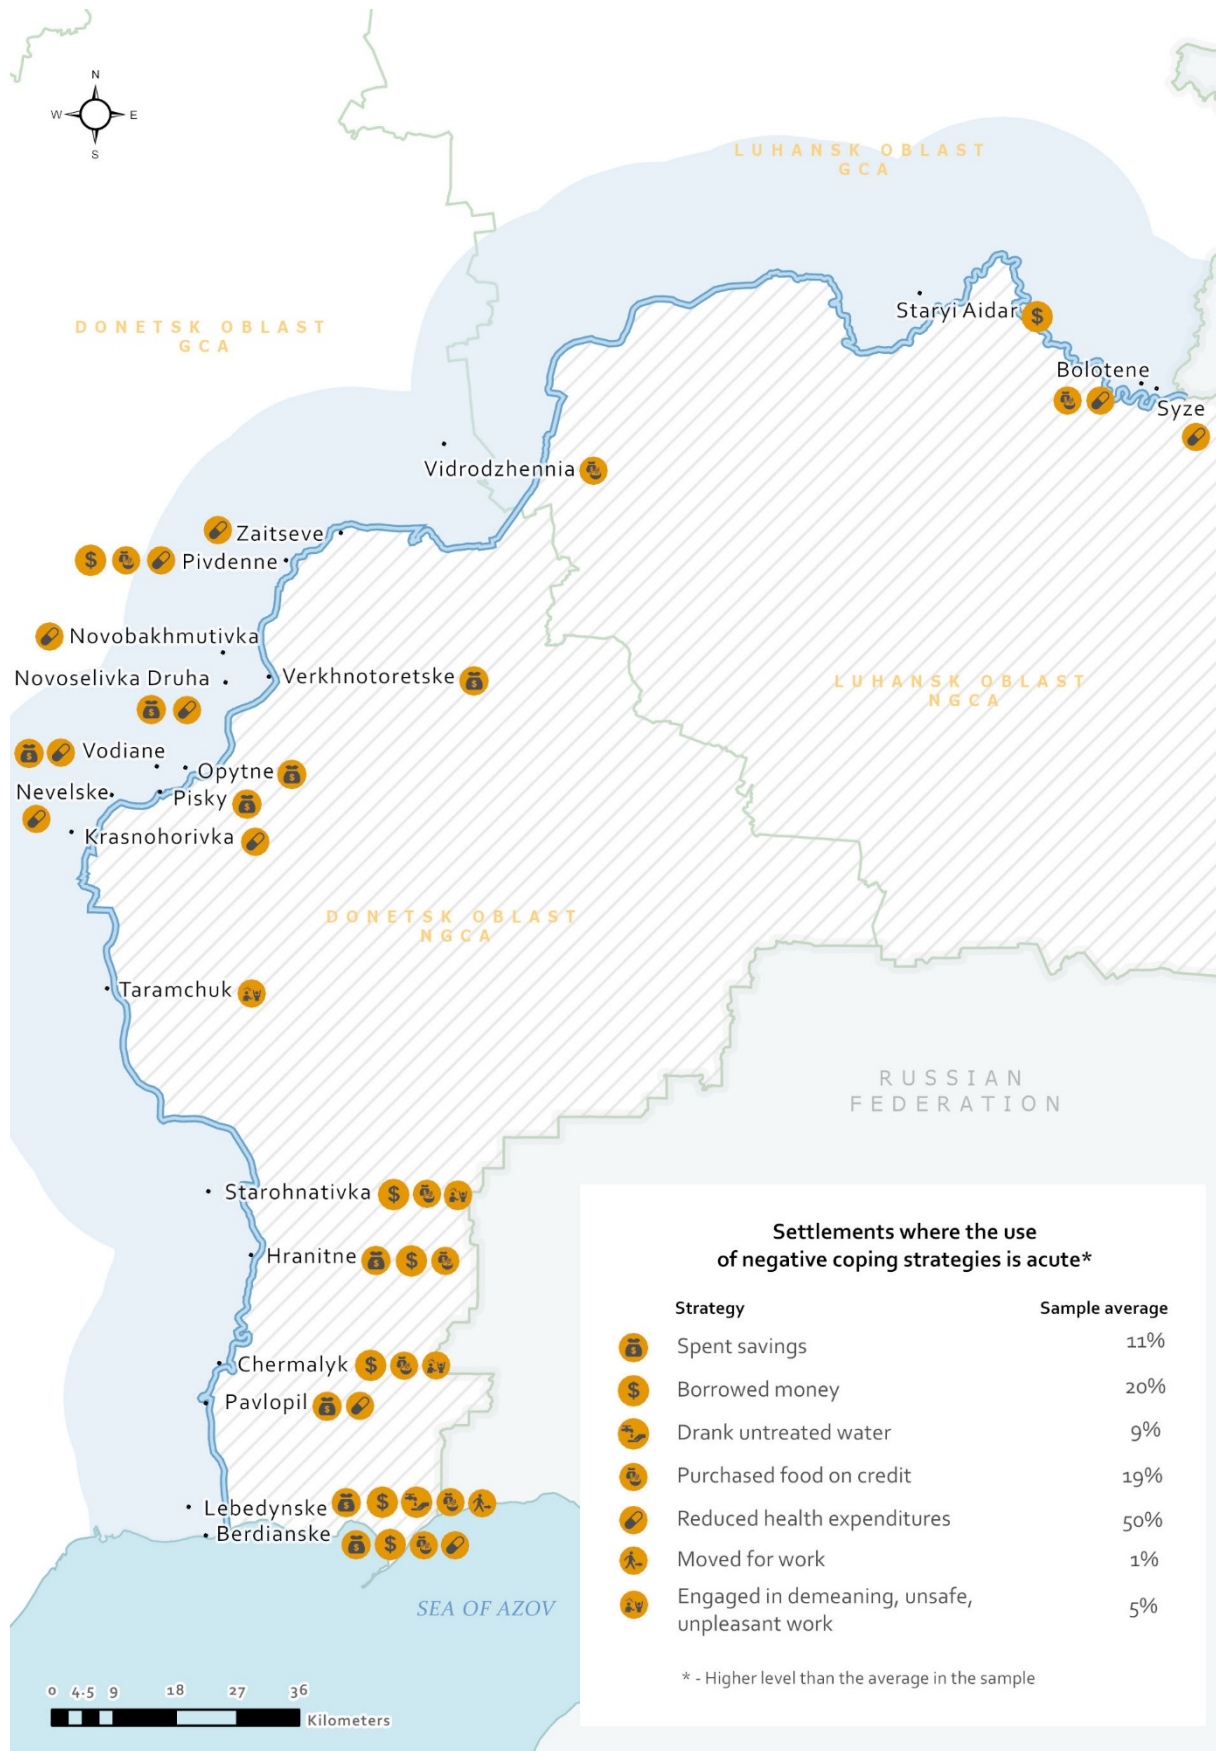 N
W E
S
LUHANSK OBLAST
GCA
DONETSK OBLAST
GCA
Staryi Aidar
Bolotene
Syze
Vidrodzhennia
Zaitseve
Pivdenne
Novobakhmutivka
Novoselivka Druha
Verkhnotoretske
LUHANSK OBLAST
NGCA
Vodiane
Opytne
Nevelske
Pisky
Krasnohorivka
DONETSK OBLAST
NGCA
Taramchuk
RUSSIAN
FEDERATION
Starohnativka
Hranitne
Chermalyk
Pavlopil
Lebedynske
Berdianske
SEA OF AZOV
Settlements where the use
of negative coping strategies is acute*
Strategy Sample average
Spent savings 11%
Borrowed money 20%
Drank untreated water 9%
Purchased food on credit 19%
Reduced health expenditures 50%
Moved for work 1%
Engaged in demeaning, unsafe,
unpleasant work 5%
* - Higher level than the average in the sample
0 4.5 9 18 27 36
Kilometers